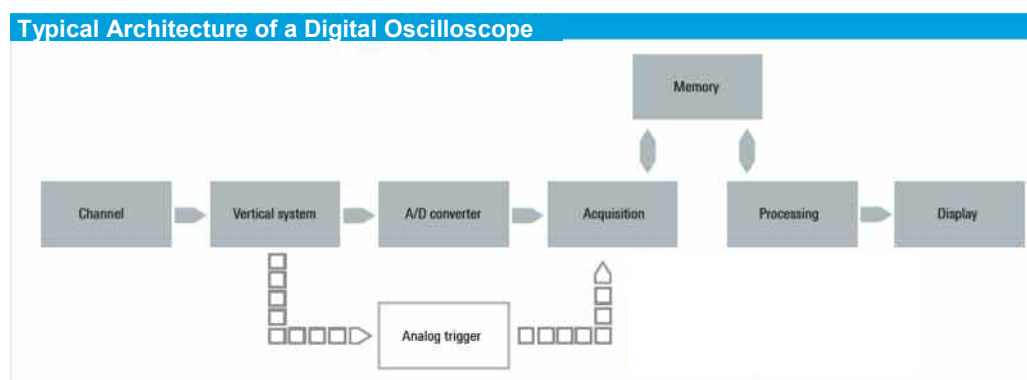 Typical Architecture of a Digital Oscilloscope
Memory
Channel
Vertical system
A/D converter
Acquisition
Processing
Display
Analog trigger